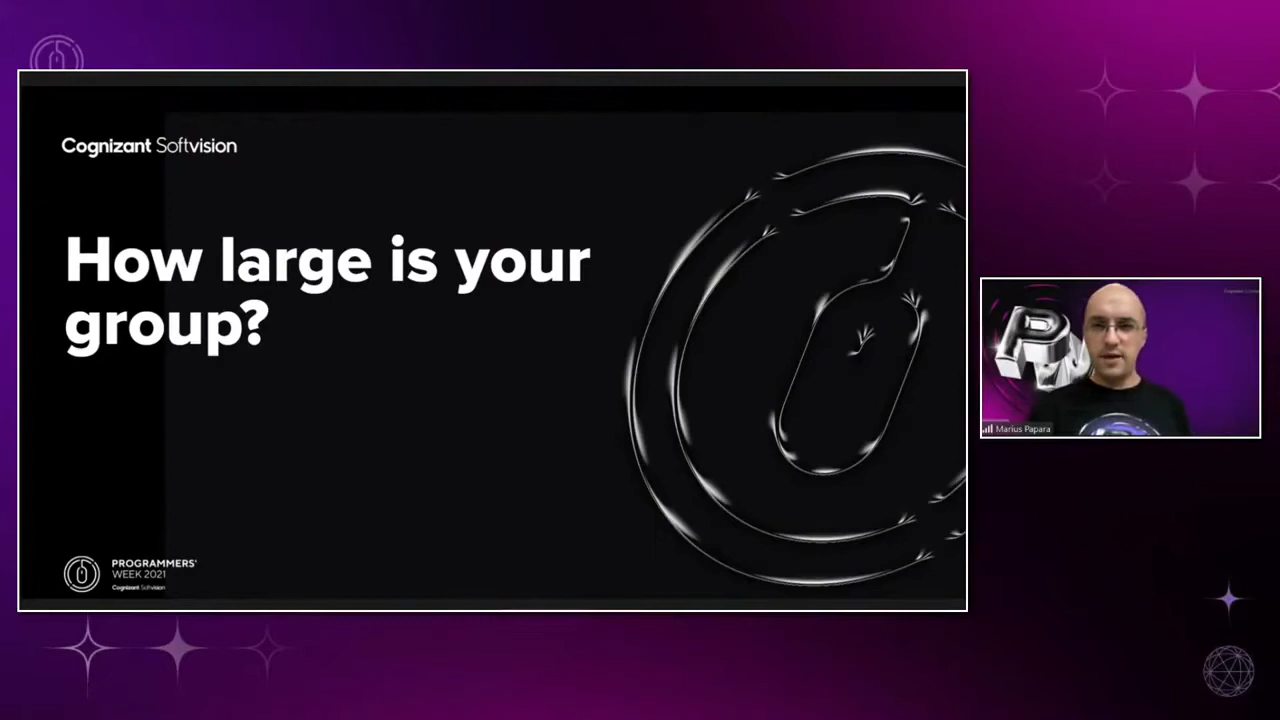 Cognizant Softvision
How large is your
group?
PROGRAMMERS'
WEEK 2021
Cognizant Softvision
Marius Papara